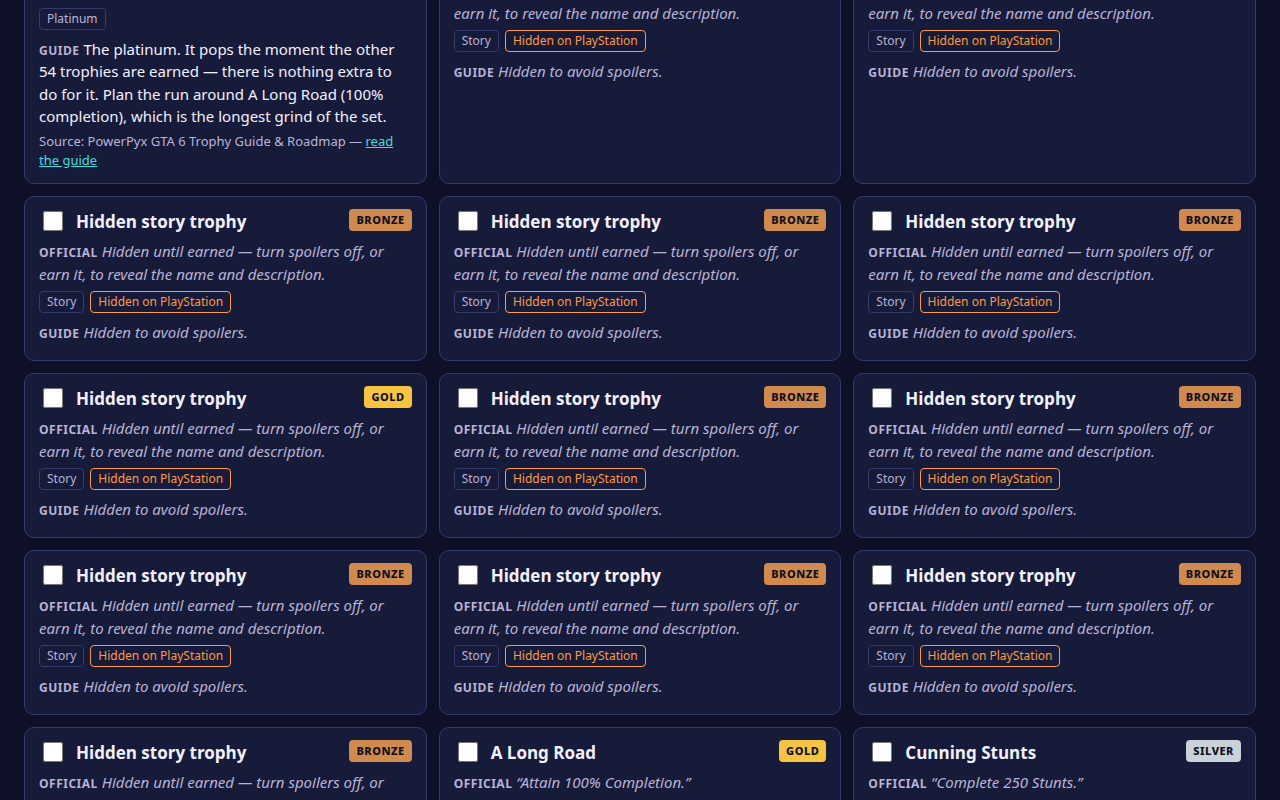 Platinum
GUIDE The platinum. It pops the moment the other
54 trophies are earned — there is nothing extra to
do for it. Plan the run around A Long Road (100%
completion), which is the longest grind of the set.
Source: PowerPyx GTA 6 Trophy Guide & Roadmap — read
the guide
earn it, to reveal the name and description.
Story Hidden on PlayStation
GUIDE Hidden to avoid spoilers.
earn it, to reveal the name and description.
Story Hidden on PlayStation
GUIDE Hidden to avoid spoilers.
Hidden story trophy BRONZE
OFFICIAL Hidden until earned — turn spoilers off, or
earn it, to reveal the name and description.
Story Hidden on PlayStation
GUIDE Hidden to avoid spoilers.
Hidden story trophy BRONZE
OFFICIAL Hidden until earned — turn spoilers off, or
earn it, to reveal the name and description.
Story Hidden on PlayStation
GUIDE Hidden to avoid spoilers.
Hidden story trophy BRONZE
OFFICIAL Hidden until earned — turn spoilers off, or
earn it, to reveal the name and description.
Story Hidden on PlayStation
GUIDE Hidden to avoid spoilers.
Hidden story trophy GOLD
OFFICIAL Hidden until earned — turn spoilers off, or
earn it, to reveal the name and description.
Story Hidden on PlayStation
GUIDE Hidden to avoid spoilers.
Hidden story trophy BRONZE
OFFICIAL Hidden until earned — turn spoilers off, or
earn it, to reveal the name and description.
Story Hidden on PlayStation
GUIDE Hidden to avoid spoilers.
Hidden story trophy BRONZE
OFFICIAL Hidden until earned — turn spoilers off, or
earn it, to reveal the name and description.
Story Hidden on PlayStation
GUIDE Hidden to avoid spoilers.
Hidden story trophy BRONZE
OFFICIAL Hidden until earned — turn spoilers off, or
earn it, to reveal the name and description.
Story Hidden on PlayStation
GUIDE Hidden to avoid spoilers.
Hidden story trophy BRONZE
OFFICIAL Hidden until earned — turn spoilers off, or
earn it, to reveal the name and description.
Story Hidden on PlayStation
GUIDE Hidden to avoid spoilers.
Hidden story trophy BRONZE
OFFICIAL Hidden until earned — turn spoilers off, or
earn it, to reveal the name and description.
Story Hidden on PlayStation
GUIDE Hidden to avoid spoilers.
Hidden story trophy BRONZE
OFFICIAL Hidden until earned — turn spoilers off, or
A Long Road GOLD
OFFICIAL “Attain 100% Completion.”
Cunning Stunts SILVER
OFFICIAL “Complete 250 Stunts.”